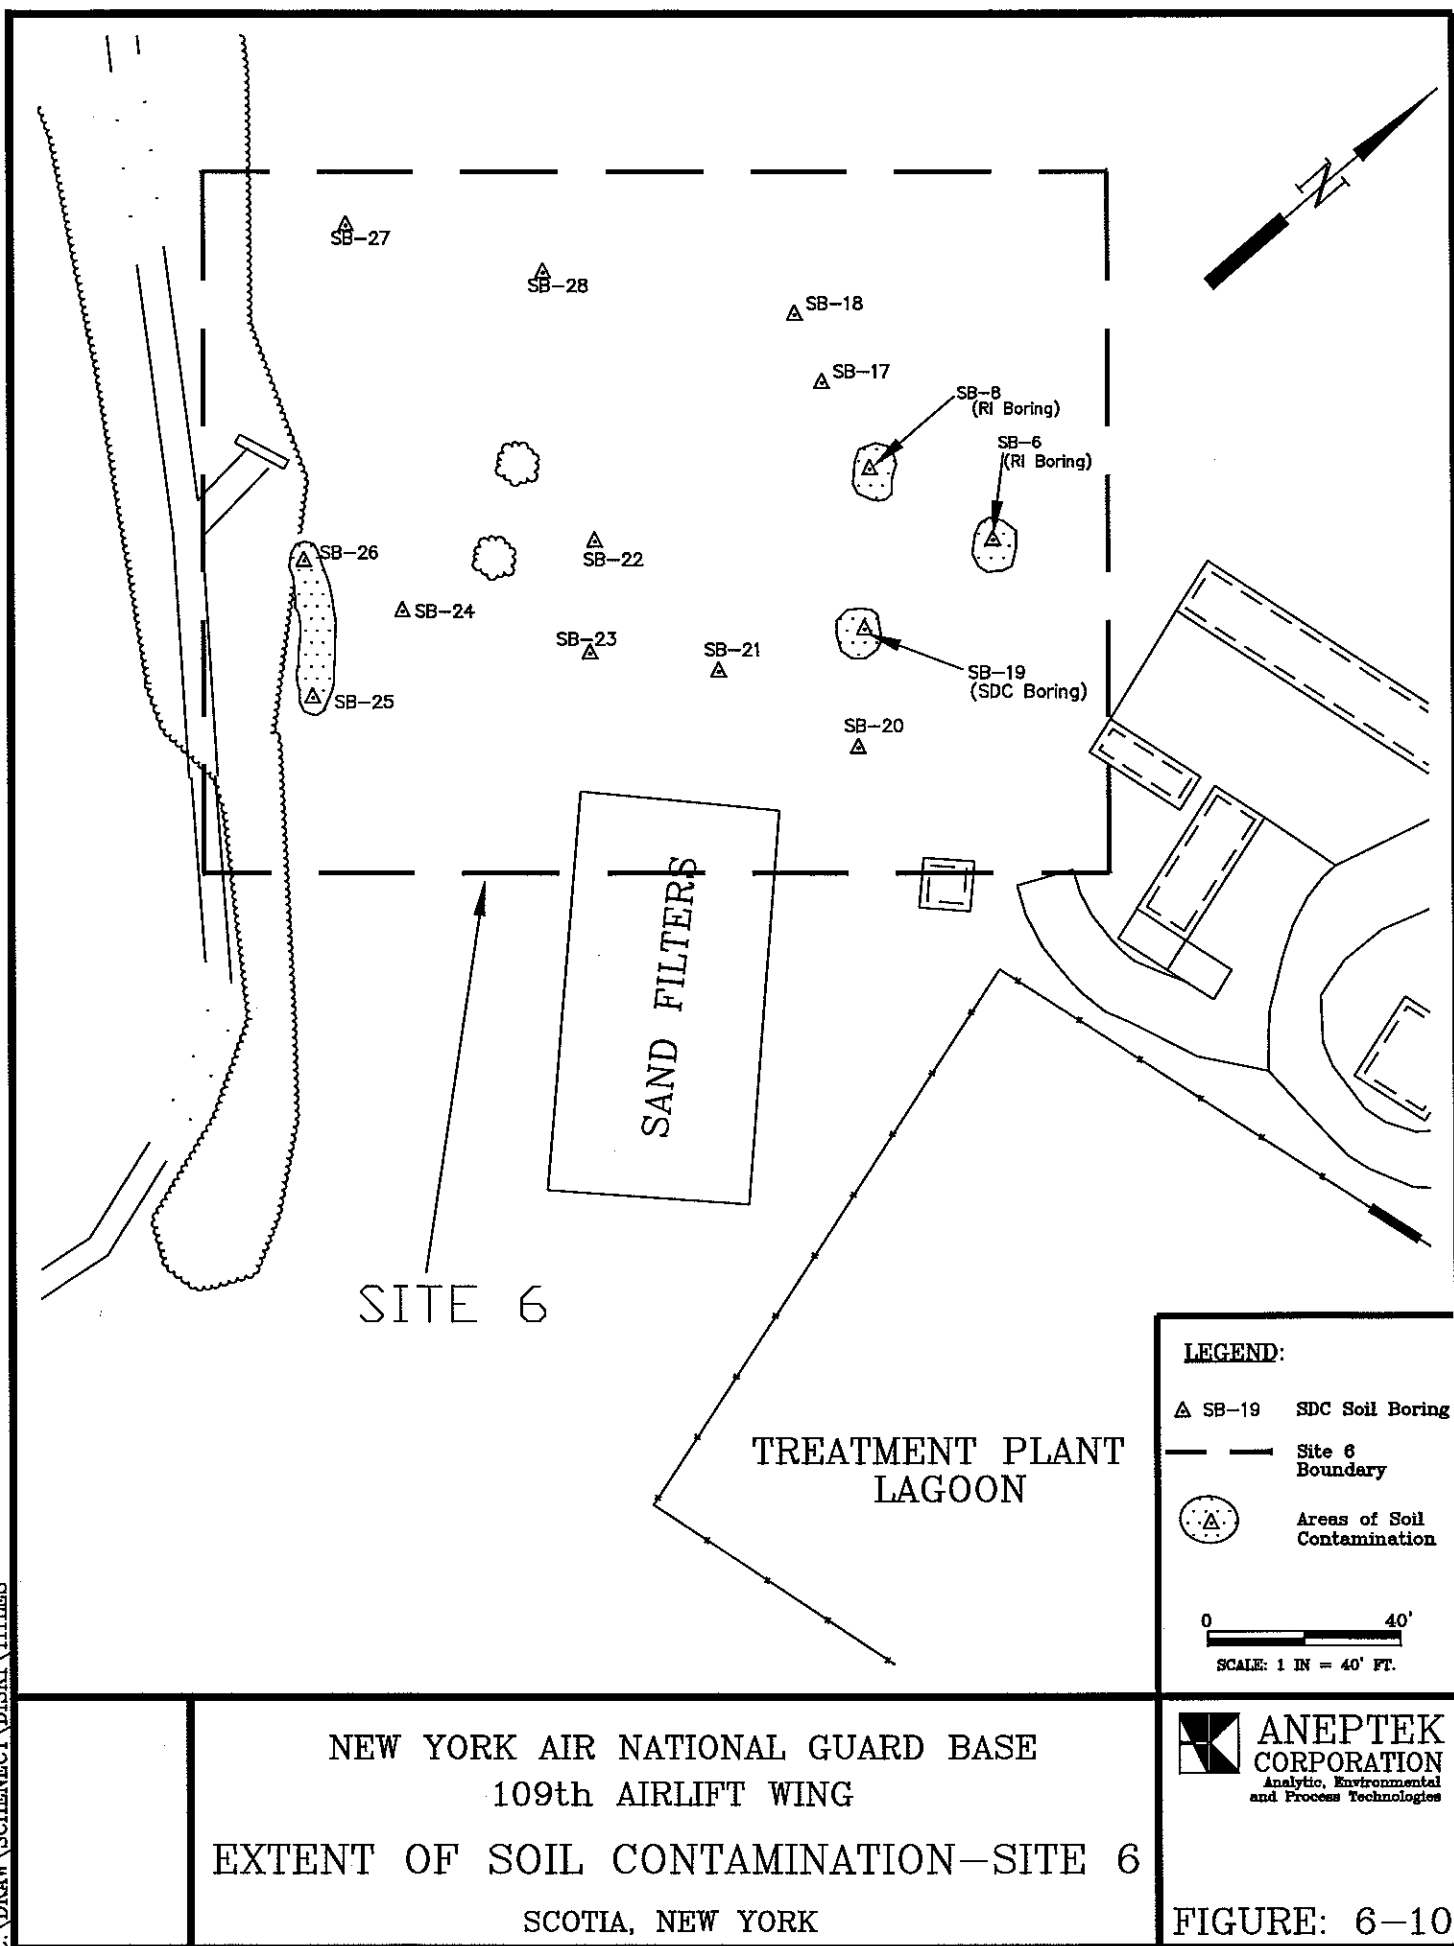 N
SB-27
SB-28
SB-18
SB-17
SB-8
(RI Boring)
SB-6
(RI Boring)
SB-26
SB-22
SB-24
SB-23
SB-21
SB-19
(SDC Boring)
SB-25
SB-20
SAND FILTERS
SITE 6
TREATMENT PLANT
LAGOON
LEGEND:
SB-19 SDC Soil Boring
Site 6
Boundary
Areas of Soil
Contamination
0 40'
SCALE: 1 IN = 40' FT.
NEW YORK AIR NATIONAL GUARD BASE
109th AIRLIFT WING
EXTENT OF SOIL CONTAMINATION-SITE 6
SCOTIA, NEW YORK
ANEPTEK
CORPORATION
Analytic, Environmental
and Process Technologies
FIGURE: 6-10